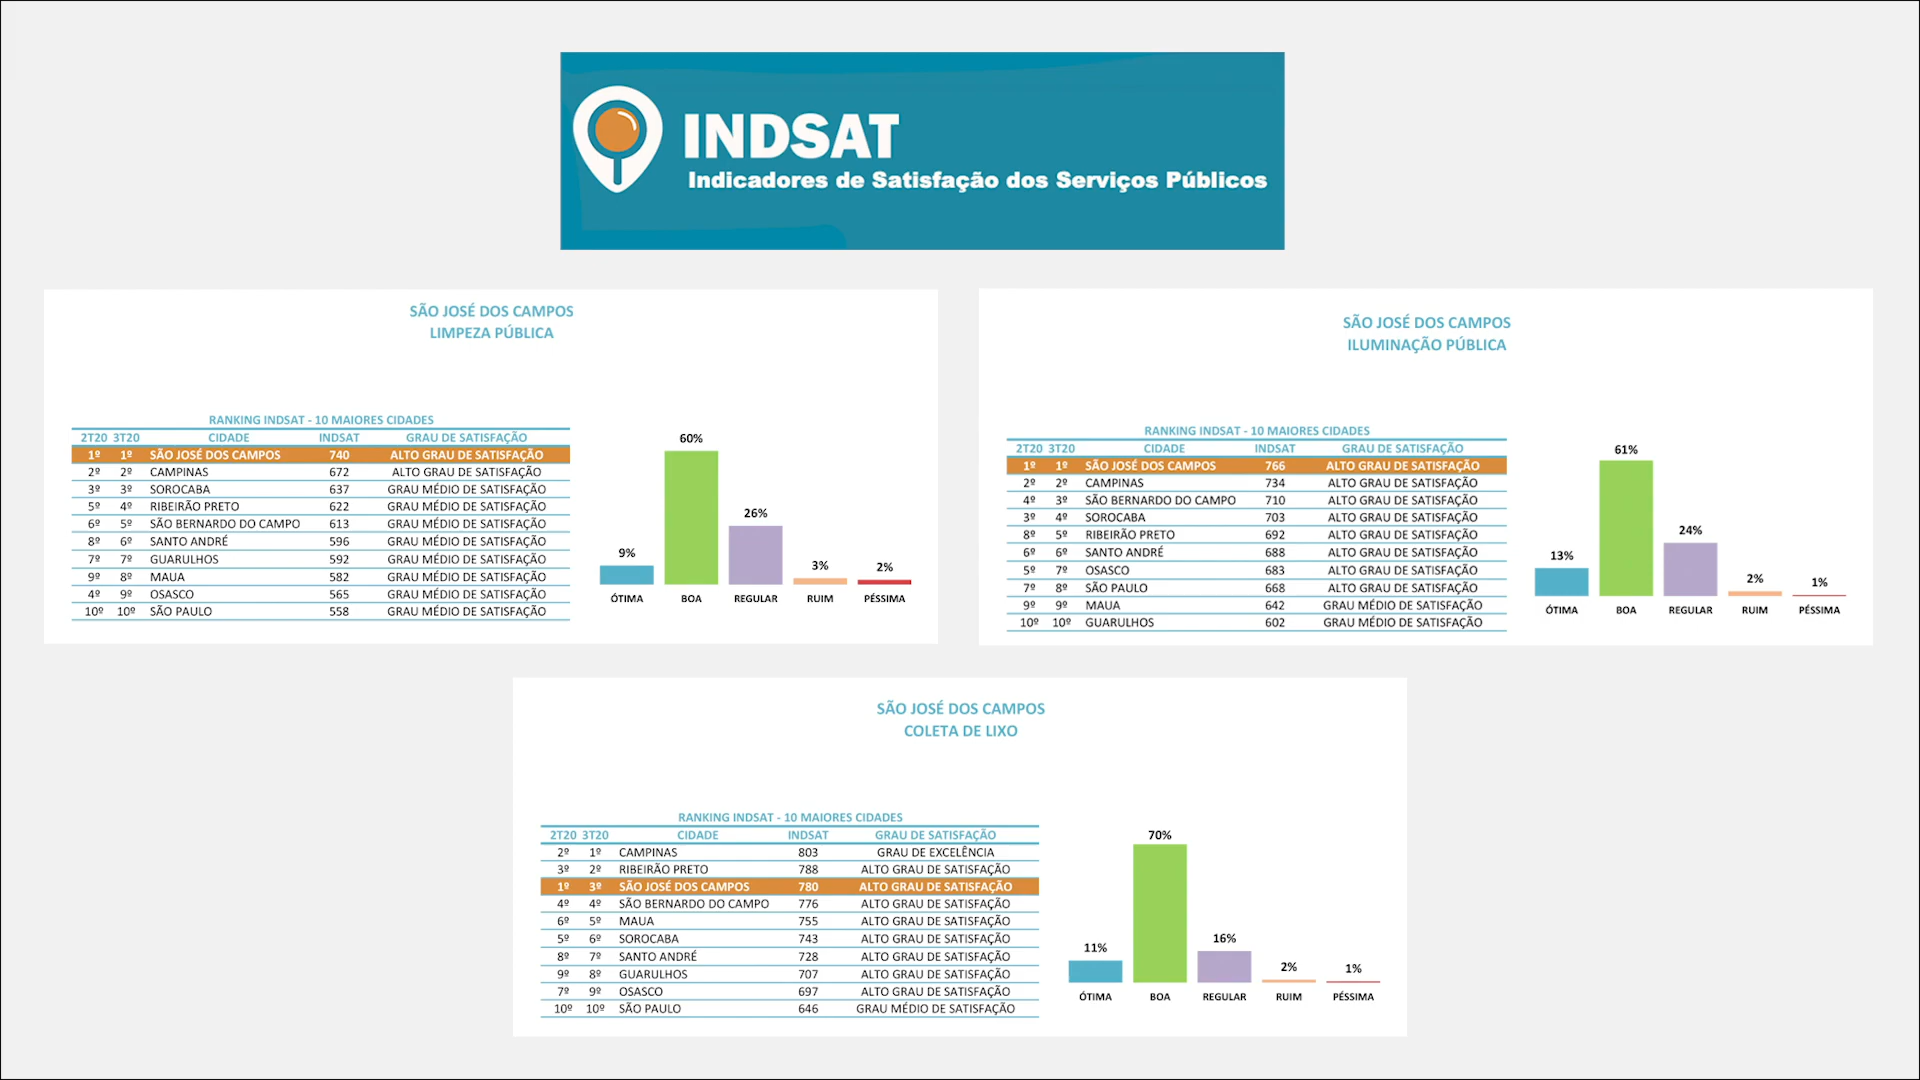 INDSAT
Indicadores de Satisfação dos Serviços Públicos
SÃO JOSÉ DOS CAMPOS
LIMPEZA PÚBLICA
RANKING INDSAT - 10 MAIORES CIDADES
2T20 3T20 CIDADE INDSAT GRAU DE SATISFAÇÃO
1º 1º SÃO JOSÉ DOS CAMPOS 740 ALTO GRAU DE SATISFAÇÃO
2º 2º CAMPINAS 672 ALTO GRAU DE SATISFAÇÃO
3º 3º SOROCABA 637 GRAU MÉDIO DE SATISFAÇÃO
5º 4º RIBEIRÃO PRETO 622 GRAU MÉDIO DE SATISFAÇÃO
6º 5º SÃO BERNARDO DO CAMPO 613 GRAU MÉDIO DE SATISFAÇÃO
8º 6º SANTO ANDRÉ 596 GRAU MÉDIO DE SATISFAÇÃO
7º 7º GUARULHOS 592 GRAU MÉDIO DE SATISFAÇÃO
9º 8º MAUA 582 GRAU MÉDIO DE SATISFAÇÃO
4º 9º OSASCO 565 GRAU MÉDIO DE SATISFAÇÃO
10º 10º SÃO PAULO 558 GRAU MÉDIO DE SATISFAÇÃO
9% 60% 26% 3% 2%
ÓTIMA BOA REGULAR RUIM PÉSSIMA
SÃO JOSÉ DOS CAMPOS
ILUMINAÇÃO PÚBLICA
RANKING INDSAT - 10 MAIORES CIDADES
2T20 3T20 CIDADE INDSAT GRAU DE SATISFAÇÃO
1º 1º SÃO JOSÉ DOS CAMPOS 766 ALTO GRAU DE SATISFAÇÃO
2º 2º CAMPINAS 734 ALTO GRAU DE SATISFAÇÃO
4º 3º SÃO BERNARDO DO CAMPO 710 ALTO GRAU DE SATISFAÇÃO
3º 4º SOROCABA 703 ALTO GRAU DE SATISFAÇÃO
8º 5º RIBEIRÃO PRETO 692 ALTO GRAU DE SATISFAÇÃO
6º 6º SANTO ANDRÉ 688 ALTO GRAU DE SATISFAÇÃO
5º 7º OSASCO 683 ALTO GRAU DE SATISFAÇÃO
7º 8º SÃO PAULO 668 ALTO GRAU DE SATISFAÇÃO
9º 9º MAUA 642 GRAU MÉDIO DE SATISFAÇÃO
10º 10º GUARULHOS 602 GRAU MÉDIO DE SATISFAÇÃO
13% 61% 24% 2% 1%
ÓTIMA BOA REGULAR RUIM PÉSSIMA
SÃO JOSÉ DOS CAMPOS
COLETA DE LIXO
RANKING INDSAT - 10 MAIORES CIDADES
2T20 3T20 CIDADE INDSAT GRAU DE SATISFAÇÃO
2º 1º CAMPINAS 803 GRAU DE EXCELÊNCIA
3º 2º RIBEIRÃO PRETO 788 ALTO GRAU DE SATISFAÇÃO
1º 3º SÃO JOSÉ DOS CAMPOS 780 ALTO GRAU DE SATISFAÇÃO
4º 4º SÃO BERNARDO DO CAMPO 776 ALTO GRAU DE SATISFAÇÃO
6º 5º MAUA 755 ALTO GRAU DE SATISFAÇÃO
5º 6º SOROCABA 743 ALTO GRAU DE SATISFAÇÃO
8º 7º SANTO ANDRÉ 728 ALTO GRAU DE SATISFAÇÃO
9º 8º GUARULHOS 707 ALTO GRAU DE SATISFAÇÃO
7º 9º OSASCO 697 ALTO GRAU DE SATISFAÇÃO
10º 10º SÃO PAULO 646 GRAU MÉDIO DE SATISFAÇÃO
11% 70% 16% 2% 1%
ÓTIMA BOA REGULAR RUIM PÉSSIMA